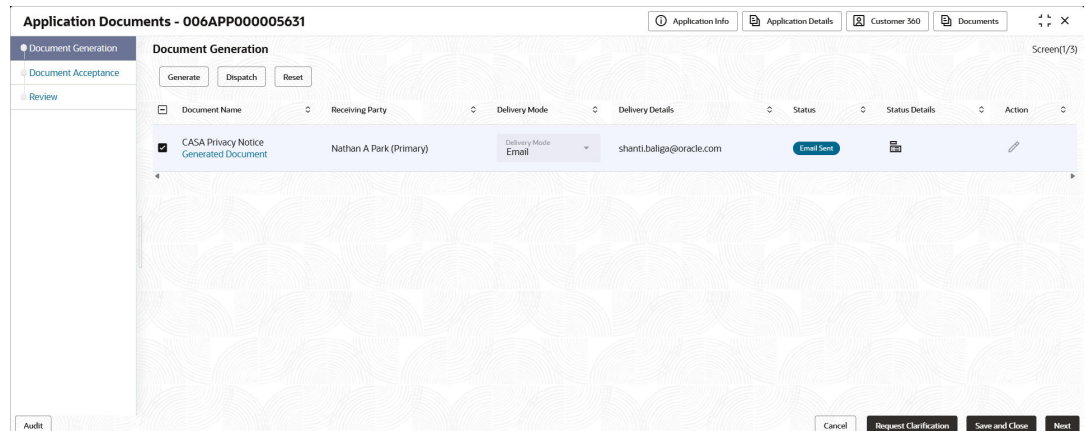 Application Documents - 006APP000005631
Application Info
Application Details
Customer 360
Documents
Document Generation
Document Acceptance
Review
Document Generation
Screen(1/3)
Generate
Dispatch
Reset
Document Name
Receiving Party
Delivery Mode
Delivery Details
Status
Status Details
Action
CASA Privacy Notice
Generated Document
Nathan A Park (Primary)
Delivery Mode
Email
shanti.baliga@oracle.com
Email Sent
Audit
Cancel
Request Clarification
Save and Close
Next